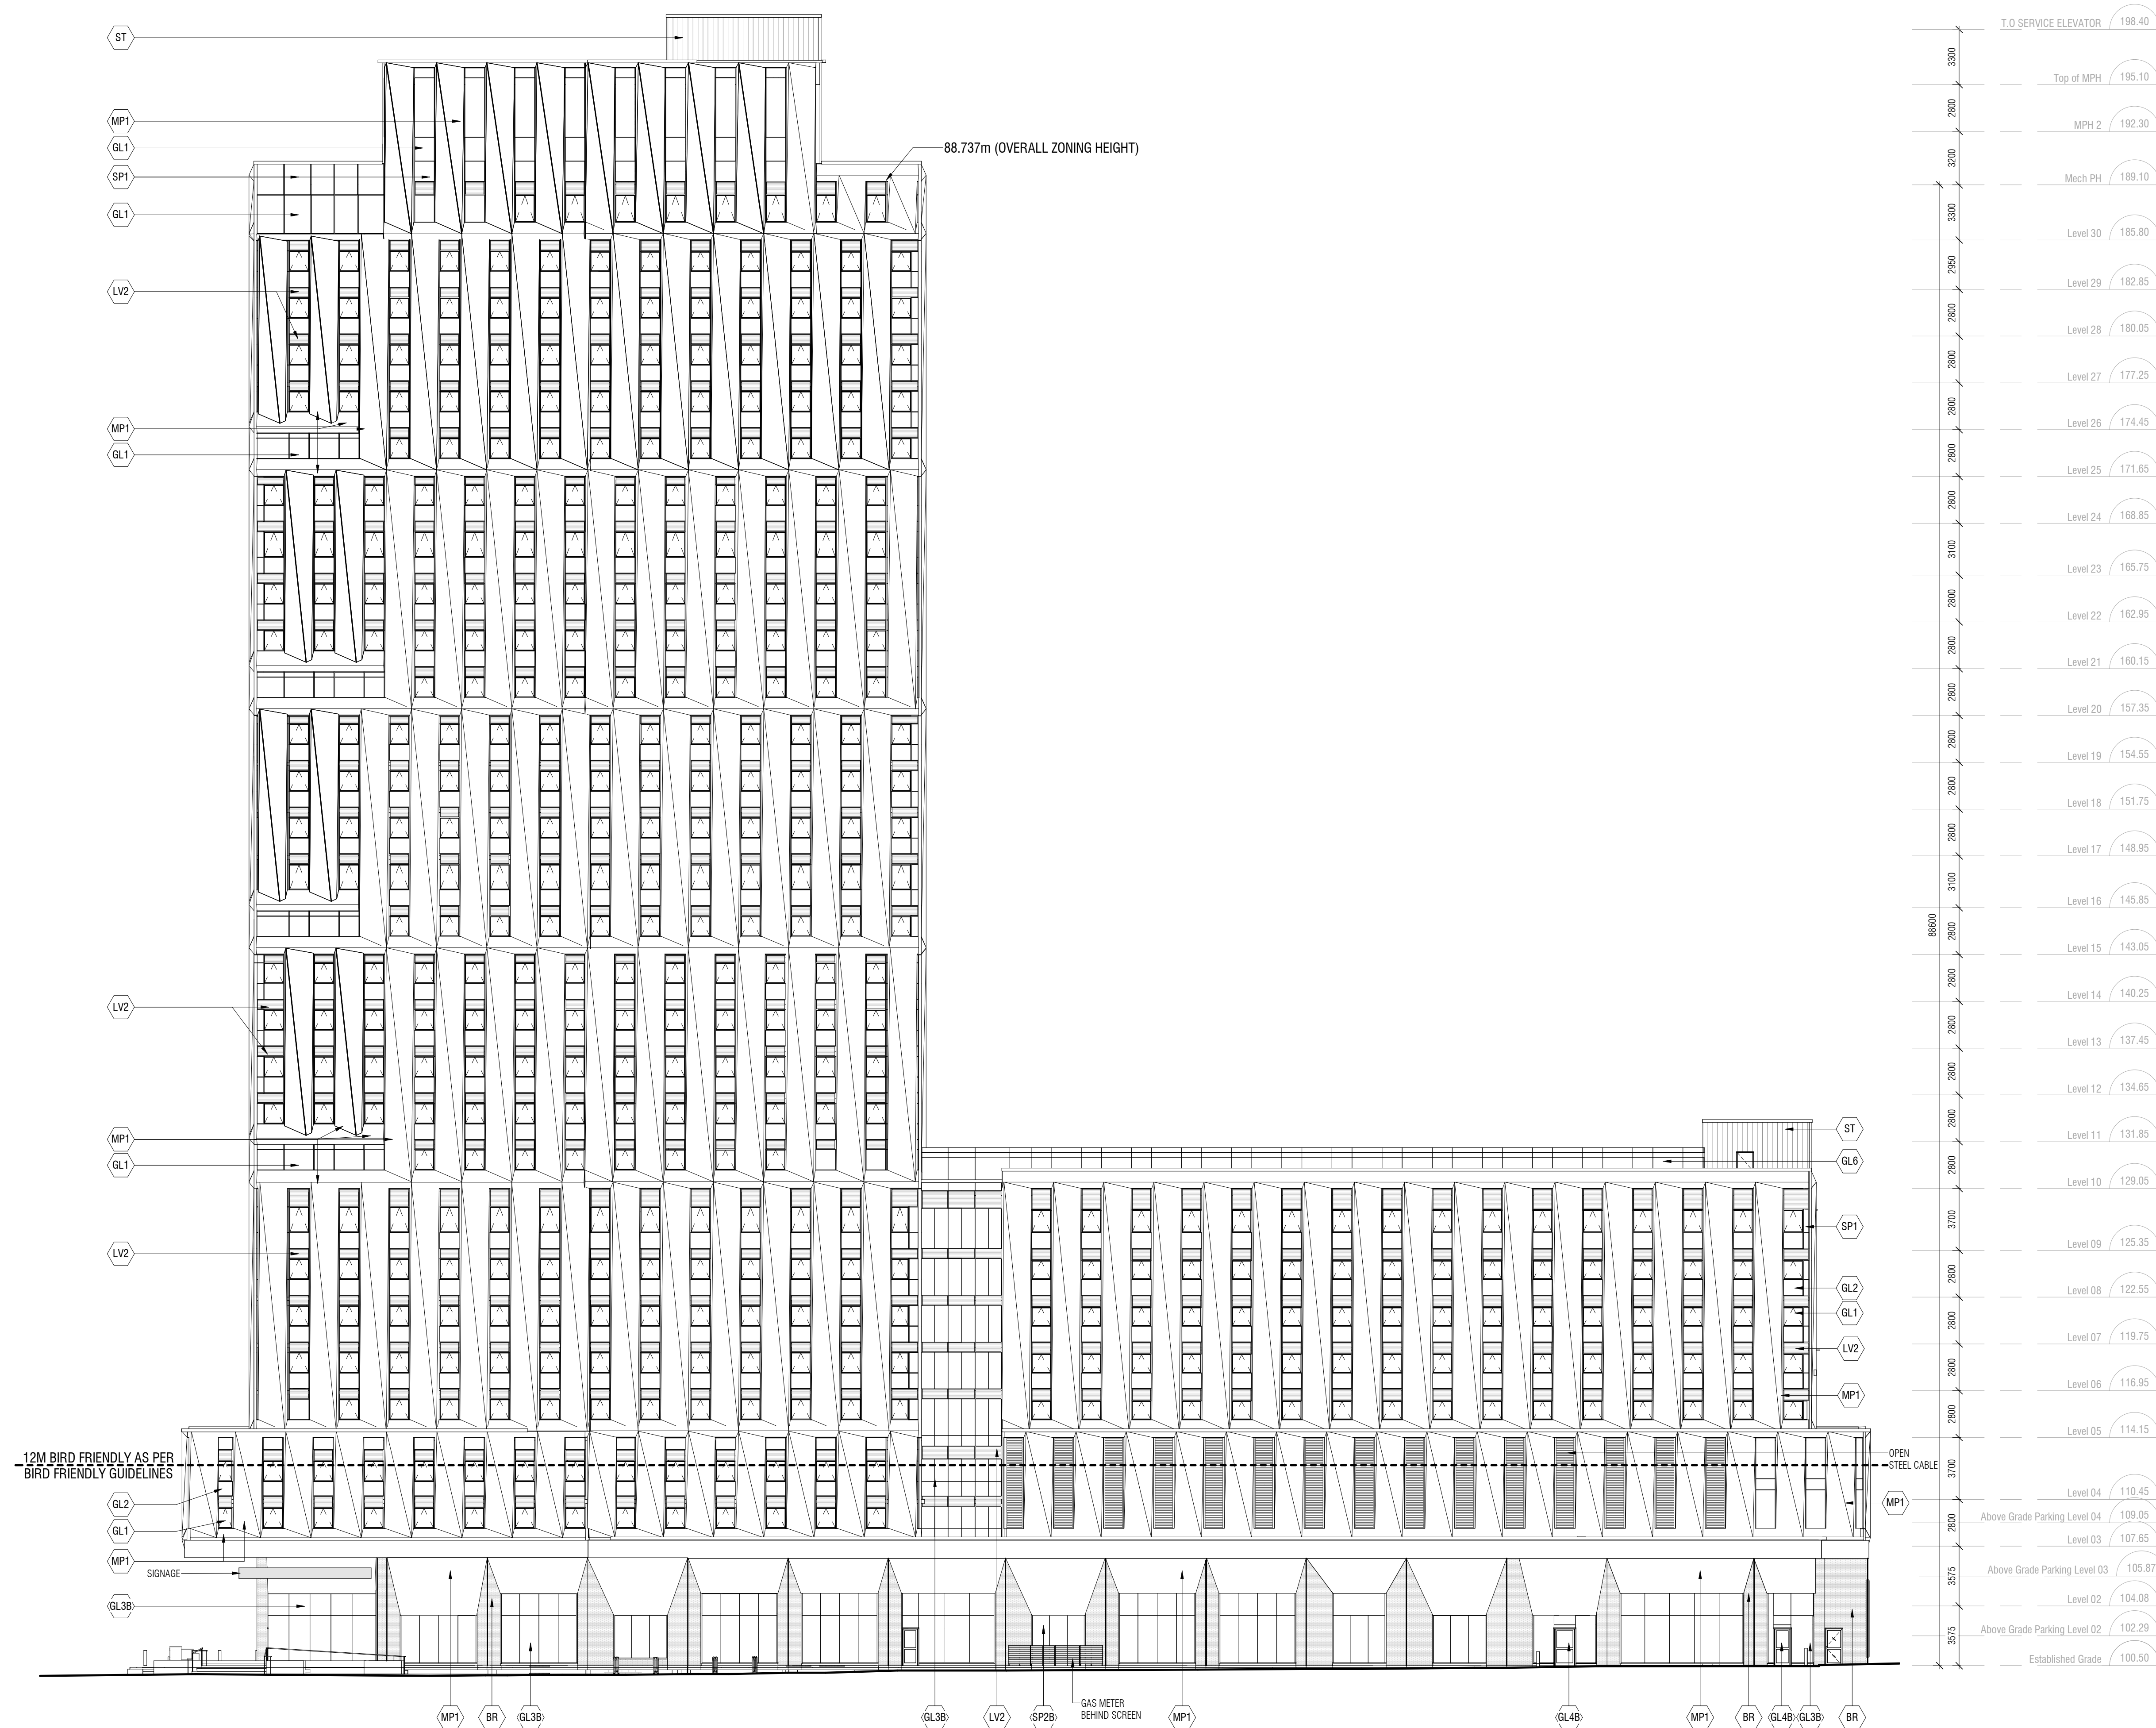 ST
MP1
GL1
SP1
GL1
LV2
MP1
GL1
LV2
MP1
GL1
LV2
12M BIRD FRIENDLY AS PER
BIRD FRIENDLY GUIDELINES
GL2
GL1
MP1
SIGNAGE
GL3B
88.737m (OVERALL ZONING HEIGHT)
ST
GL6
SP1
GL2
GL1
LV2
MP1
OPEN
STEEL CABLE
MP1
MP1
BR
GL3B
GL3B
LV2
SP2B
GAS METER
BEHIND SCREEN
MP1
GL4B
MP1
BR
GL4B
GL3B
BR
88600
3300
2800
3200
3300
2950
2800
2800
2800
2800
2800
3100
2800
2800
2800
2800
2800
2800
3100
2800
2800
2800
2800
2800
2800
3700
2800
2800
2800
2800
3700
2800
3575
3575
T.O SERVICE ELEVATOR 198.40
Top of MPH 195.10
MPH 2 192.30
Mech PH 189.10
Level 30 185.80
Level 29 182.85
Level 28 180.05
Level 27 177.25
Level 26 174.45
Level 25 171.65
Level 24 168.85
Level 23 165.75
Level 22 162.95
Level 21 160.15
Level 20 157.35
Level 19 154.55
Level 18 151.75
Level 17 148.95
Level 16 145.85
Level 15 143.05
Level 14 140.25
Level 13 137.45
Level 12 134.65
Level 11 131.85
Level 10 129.05
Level 09 125.35
Level 08 122.55
Level 07 119.75
Level 06 116.95
Level 05 114.15
Level 04 110.45
Above Grade Parking Level 04 109.05
Level 03 107.65
Above Grade Parking Level 03 105.87
Level 02 104.08
Above Grade Parking Level 02 102.29
Established Grade 100.50